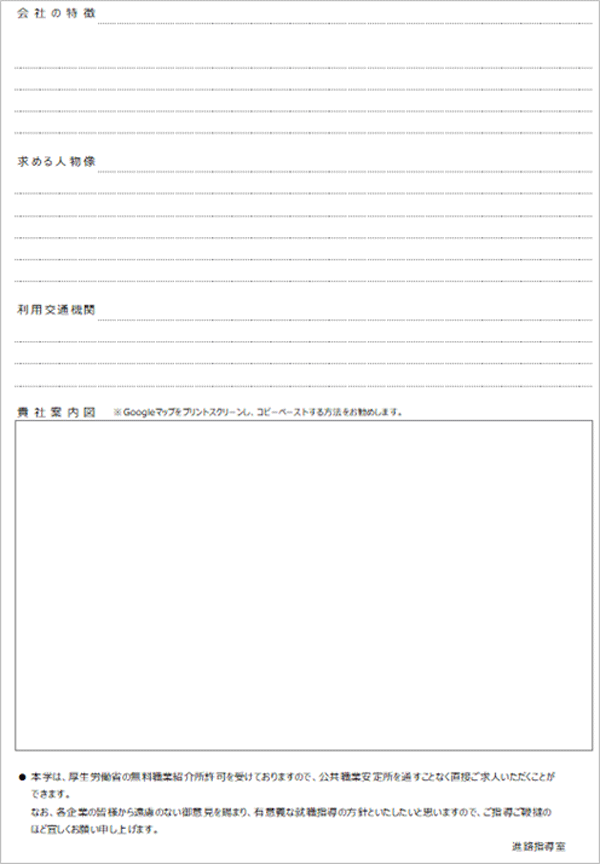 会社の特徴
求める人物像
利用交通機関
貴社案内図 ※Googleマップをプリントスクリーンし、コピーペーストする方法をお勧めします。
● 本学は、厚生労働省の無料職業紹介所許可を受けておりますので、公共職業安定所を通すことなく直接ご求人いただくことが
できます。
なお、各企業の皆様から遠慮のない御意見を賜まり、有意義な就職指導の方針といたしたいと思いますので、ご指導ご鞭撻の
ほど宜しくお願い申し上げます。
進路指導室